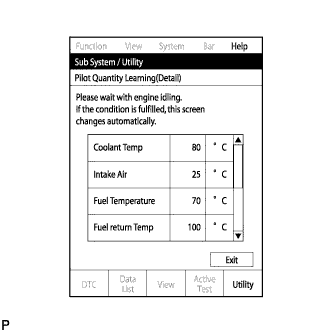 Function View System Bar Help
Sub System / Utility
Pilot Quantity Learning(Detail)
Please wait with engine idling.
If the condition is fulfilled, this screen
changes automatically.
Coolant Temp 80 ° C
Intake Air 25 ° C
Fuel Temperature 70 ° C
Fuel return Temp 100 ° C
Exit
DTC Data List View Active Test Utility
P